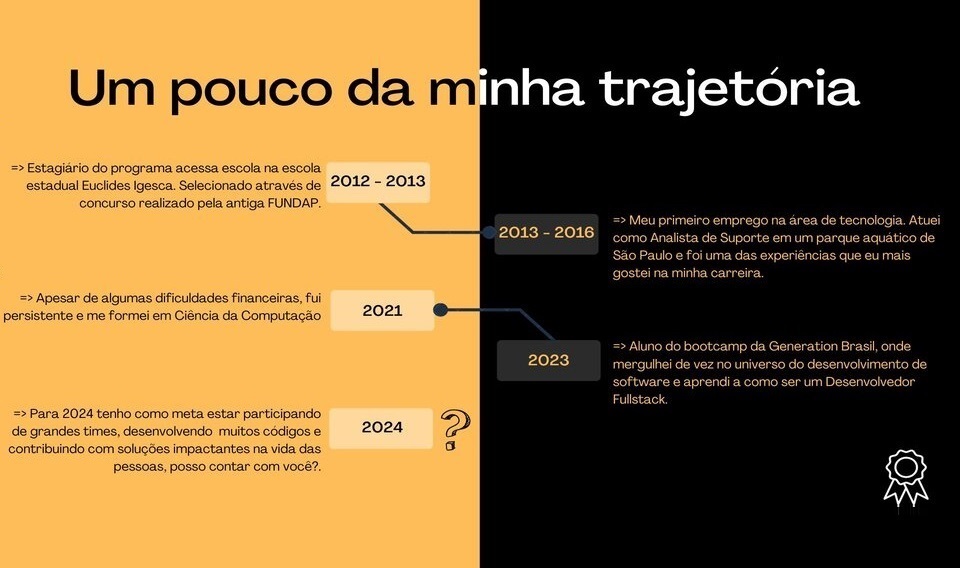 Um pouco da minha trajetória
=> Estagiário do programa acessa escola na escola
estadual Euclides Igesca. Selecionado através de
concurso realizado pela antiga FUNDAP.
2012 - 2013
2013 - 2016
=> Meu primeiro emprego na área de tecnologia. Atuei
como Analista de Suporte em um parque aquático de
São Paulo e foi uma das experiências que eu mais
gostei na minha carreira.
=> Apesar de algumas dificuldades financeiras, fui
persistente e me formei em Ciência da Computação
2021
2023
=> Aluno do bootcamp da Generation Brasil, onde
mergulhei de vez no universo do desenvolvimento de
software e aprendi a como ser um Desenvolvedor
Fullstack.
=> Para 2024 tenho como meta estar participando
de grandes times, desenvolvendo  muitos códigos e
contribuindo com soluções impactantes na vida das
pessoas, posso contar com você?.
2024
?